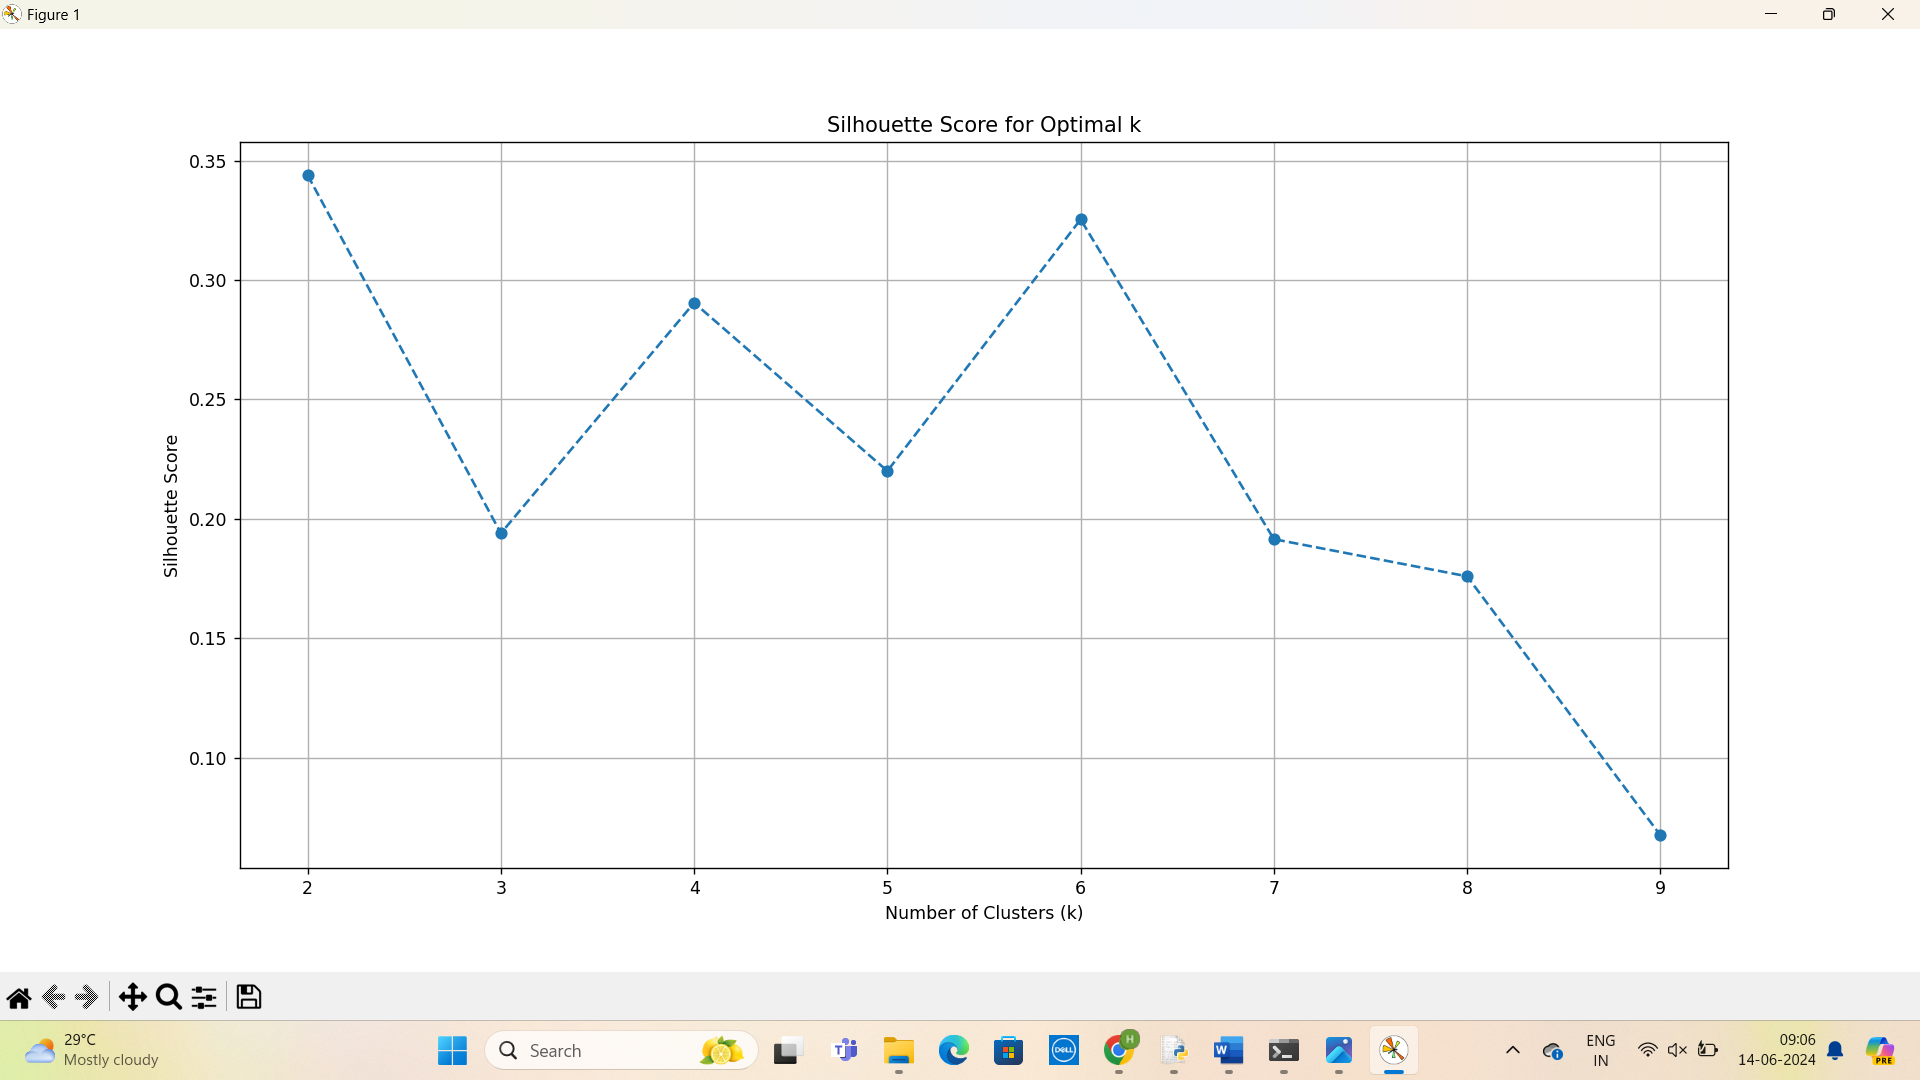 Figure 1
Silhouette Score for Optimal k
0.35
0.30
0.25
0.20
0.15
0.10
Silhouette Score
2 3 4 5 6 7 8 9
Number of Clusters (k)
29°C
Mostly cloudy
Search
DELL
H
ENG
IN
09:06
14-06-2024
PRE